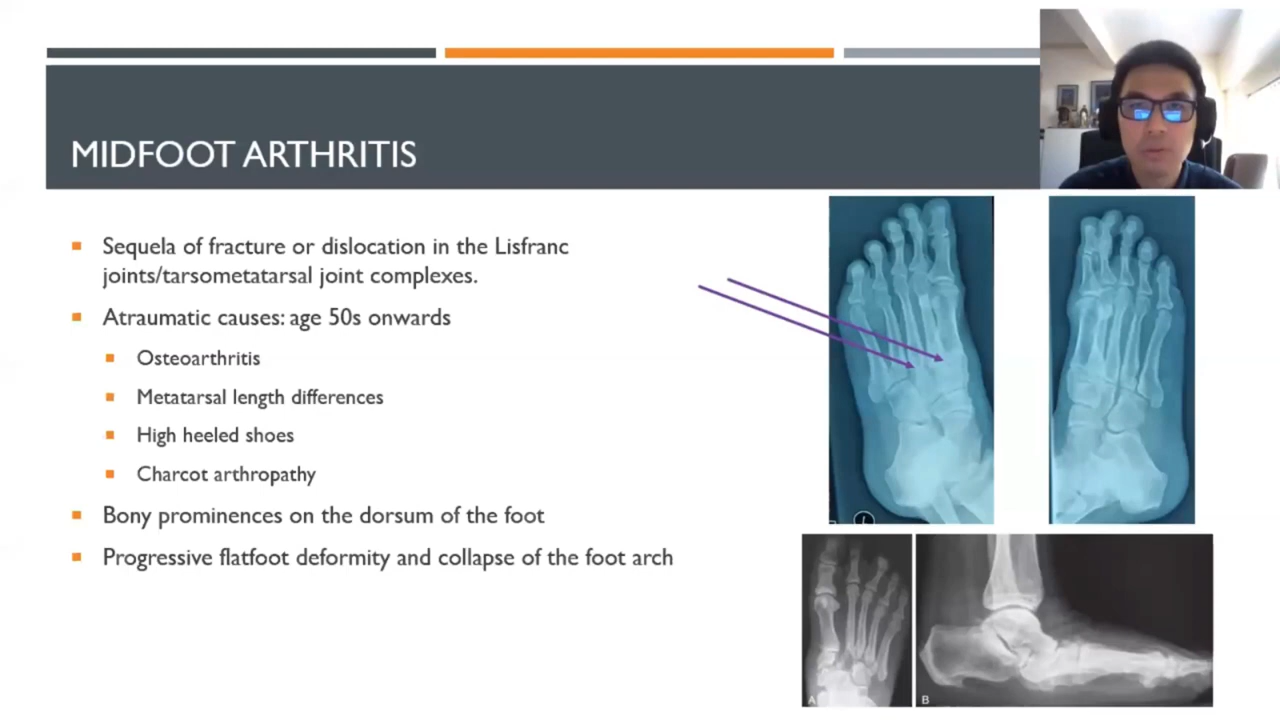 MIDFOOT ARTHRITIS
Sequela of fracture or dislocation in the Lisfranc
joints/tarsometatarsal joint complexes.
Atraumatic causes: age 50s onwards
Osteoarthritis
Metatarsal length differences
High heeled shoes
Charcot arthropathy
Bony prominences on the dorsum of the foot
Progressive flatfoot deformity and collapse of the foot arch
L
A
B